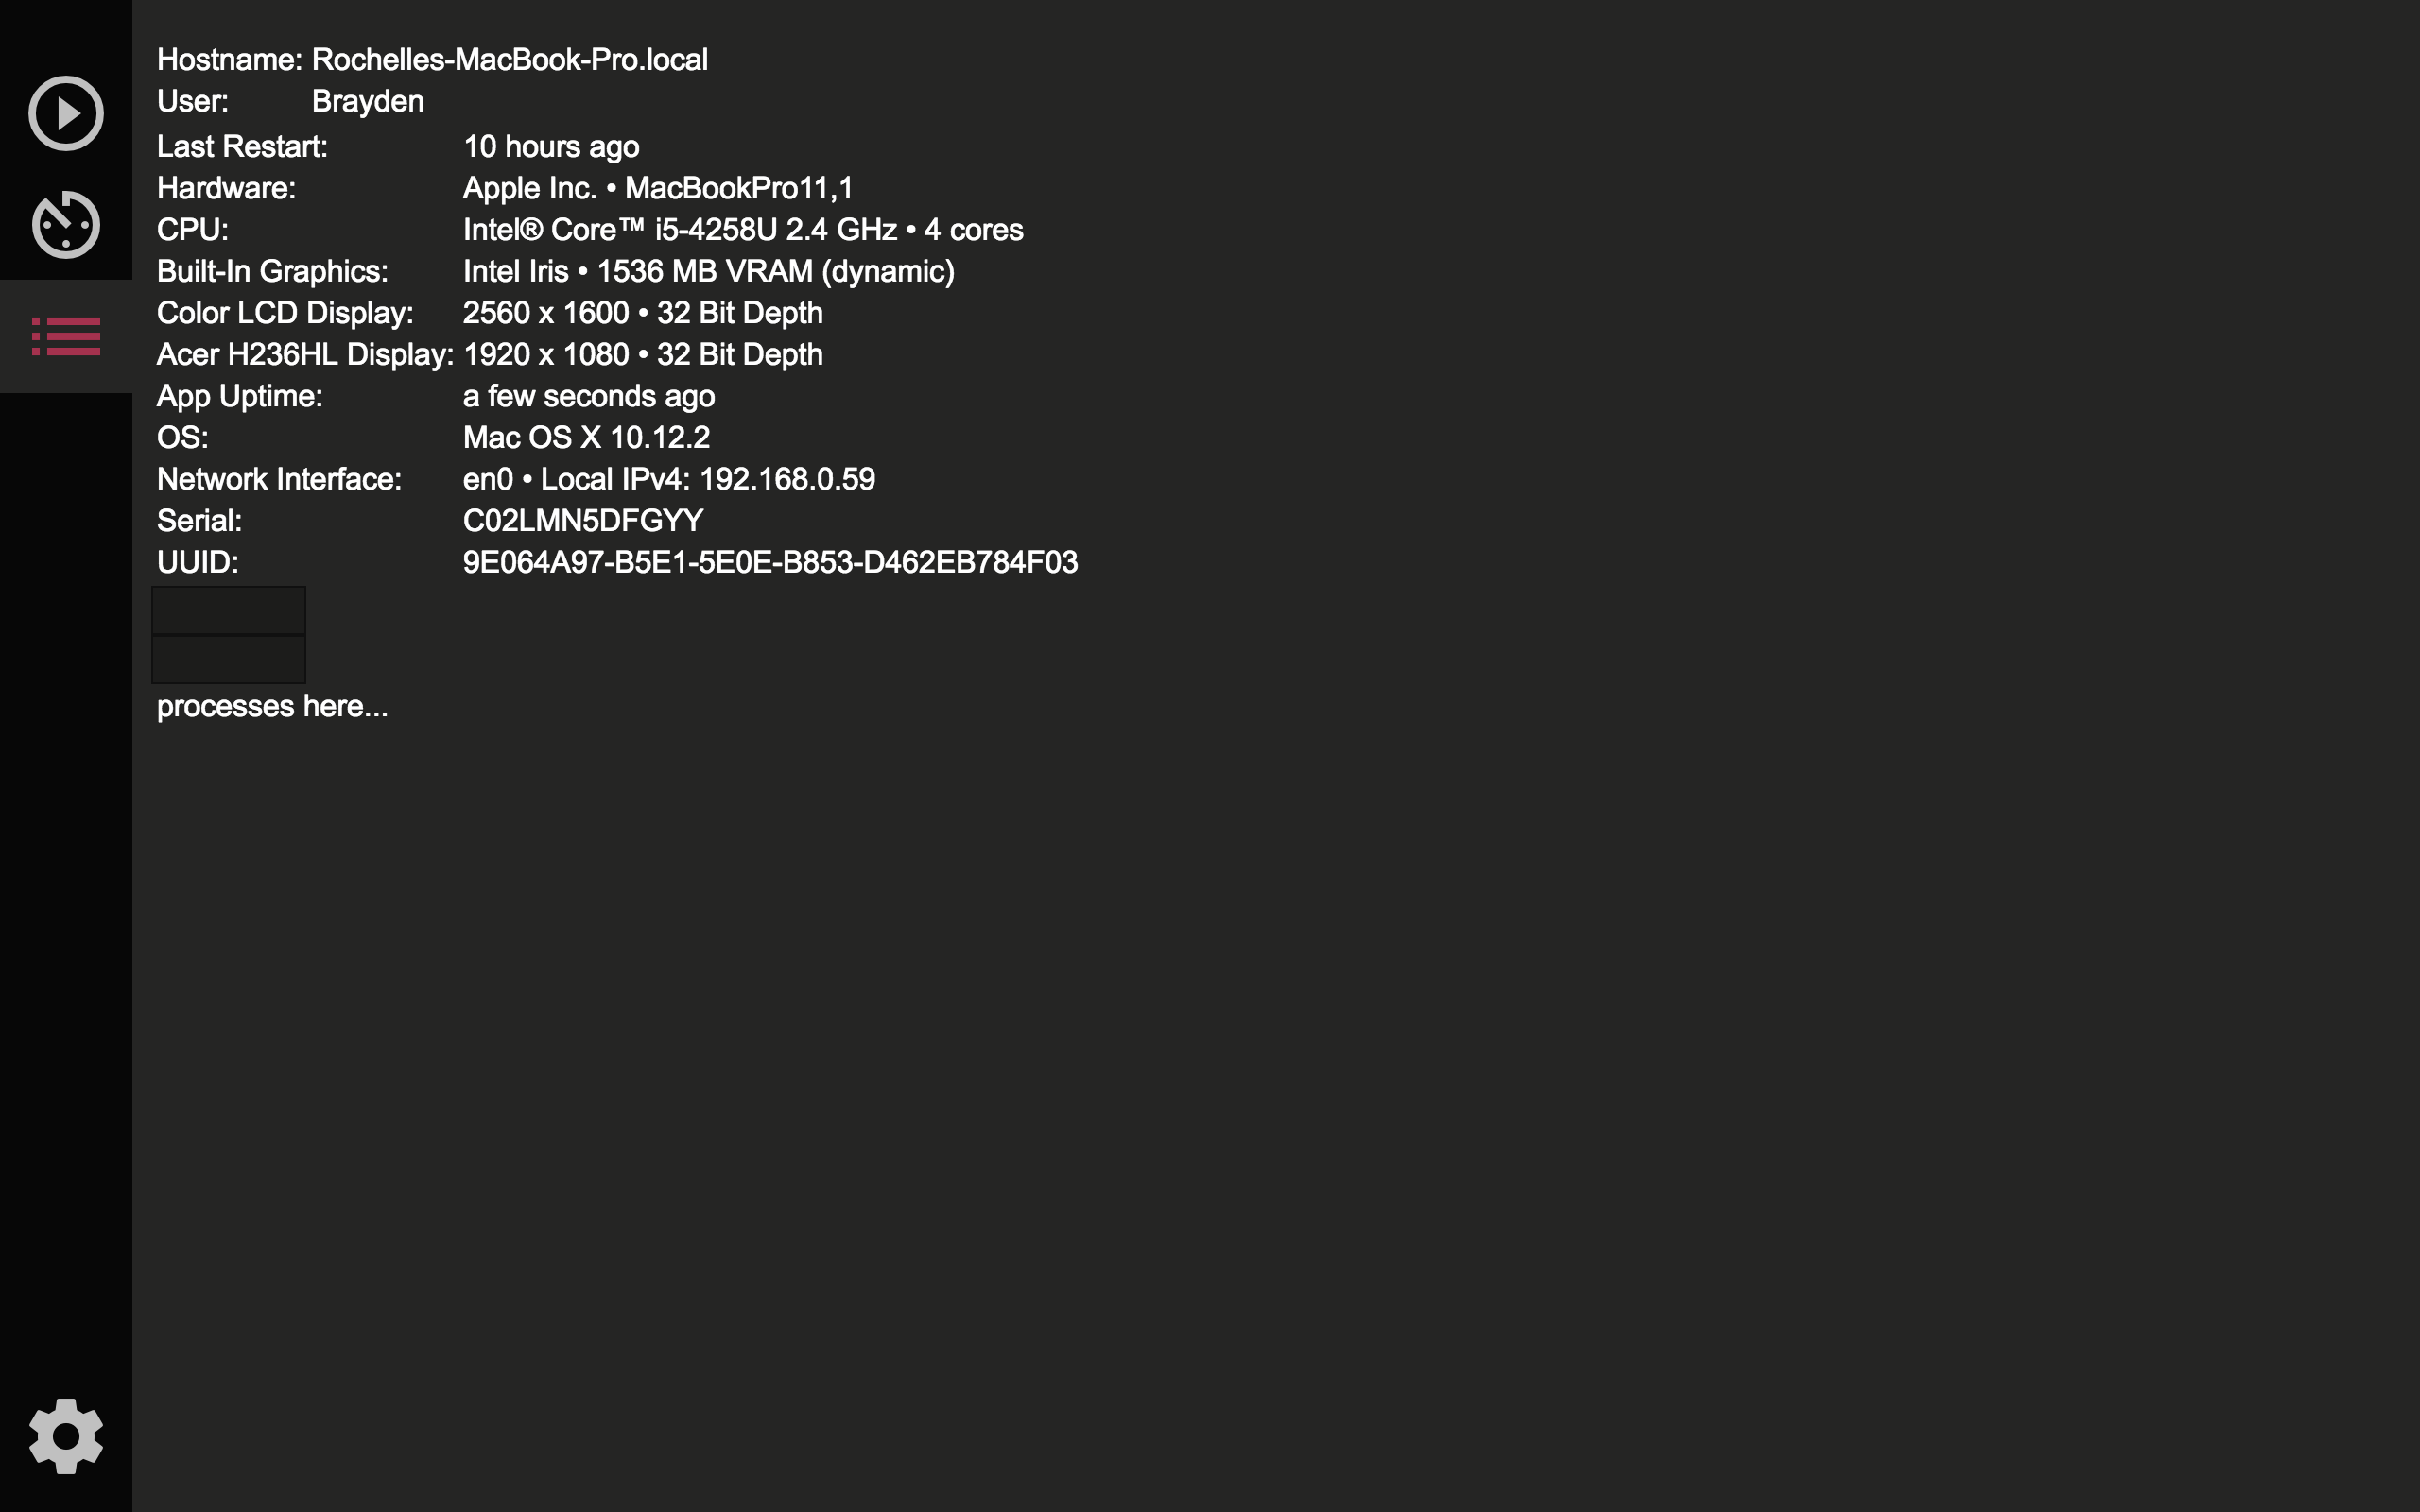 Hostname: Rochelles-MacBook-Pro.local
User: Brayden
Last Restart: 10 hours ago
Hardware: Apple Inc. • MacBookPro11,1
CPU: Intel® Core™ i5-4258U 2.4 GHz • 4 cores
Built-In Graphics: Intel Iris • 1536 MB VRAM (dynamic)
Color LCD Display: 2560 x 1600 • 32 Bit Depth
Acer H236HL Display: 1920 x 1080 • 32 Bit Depth
App Uptime: a few seconds ago
OS: Mac OS X 10.12.2
Network Interface: en0 • Local IPv4: 192.168.0.59
Serial: C02LMN5DFGYY
UUID: 9E064A97-B5E1-5E0E-B853-D462EB784F03
processes here...